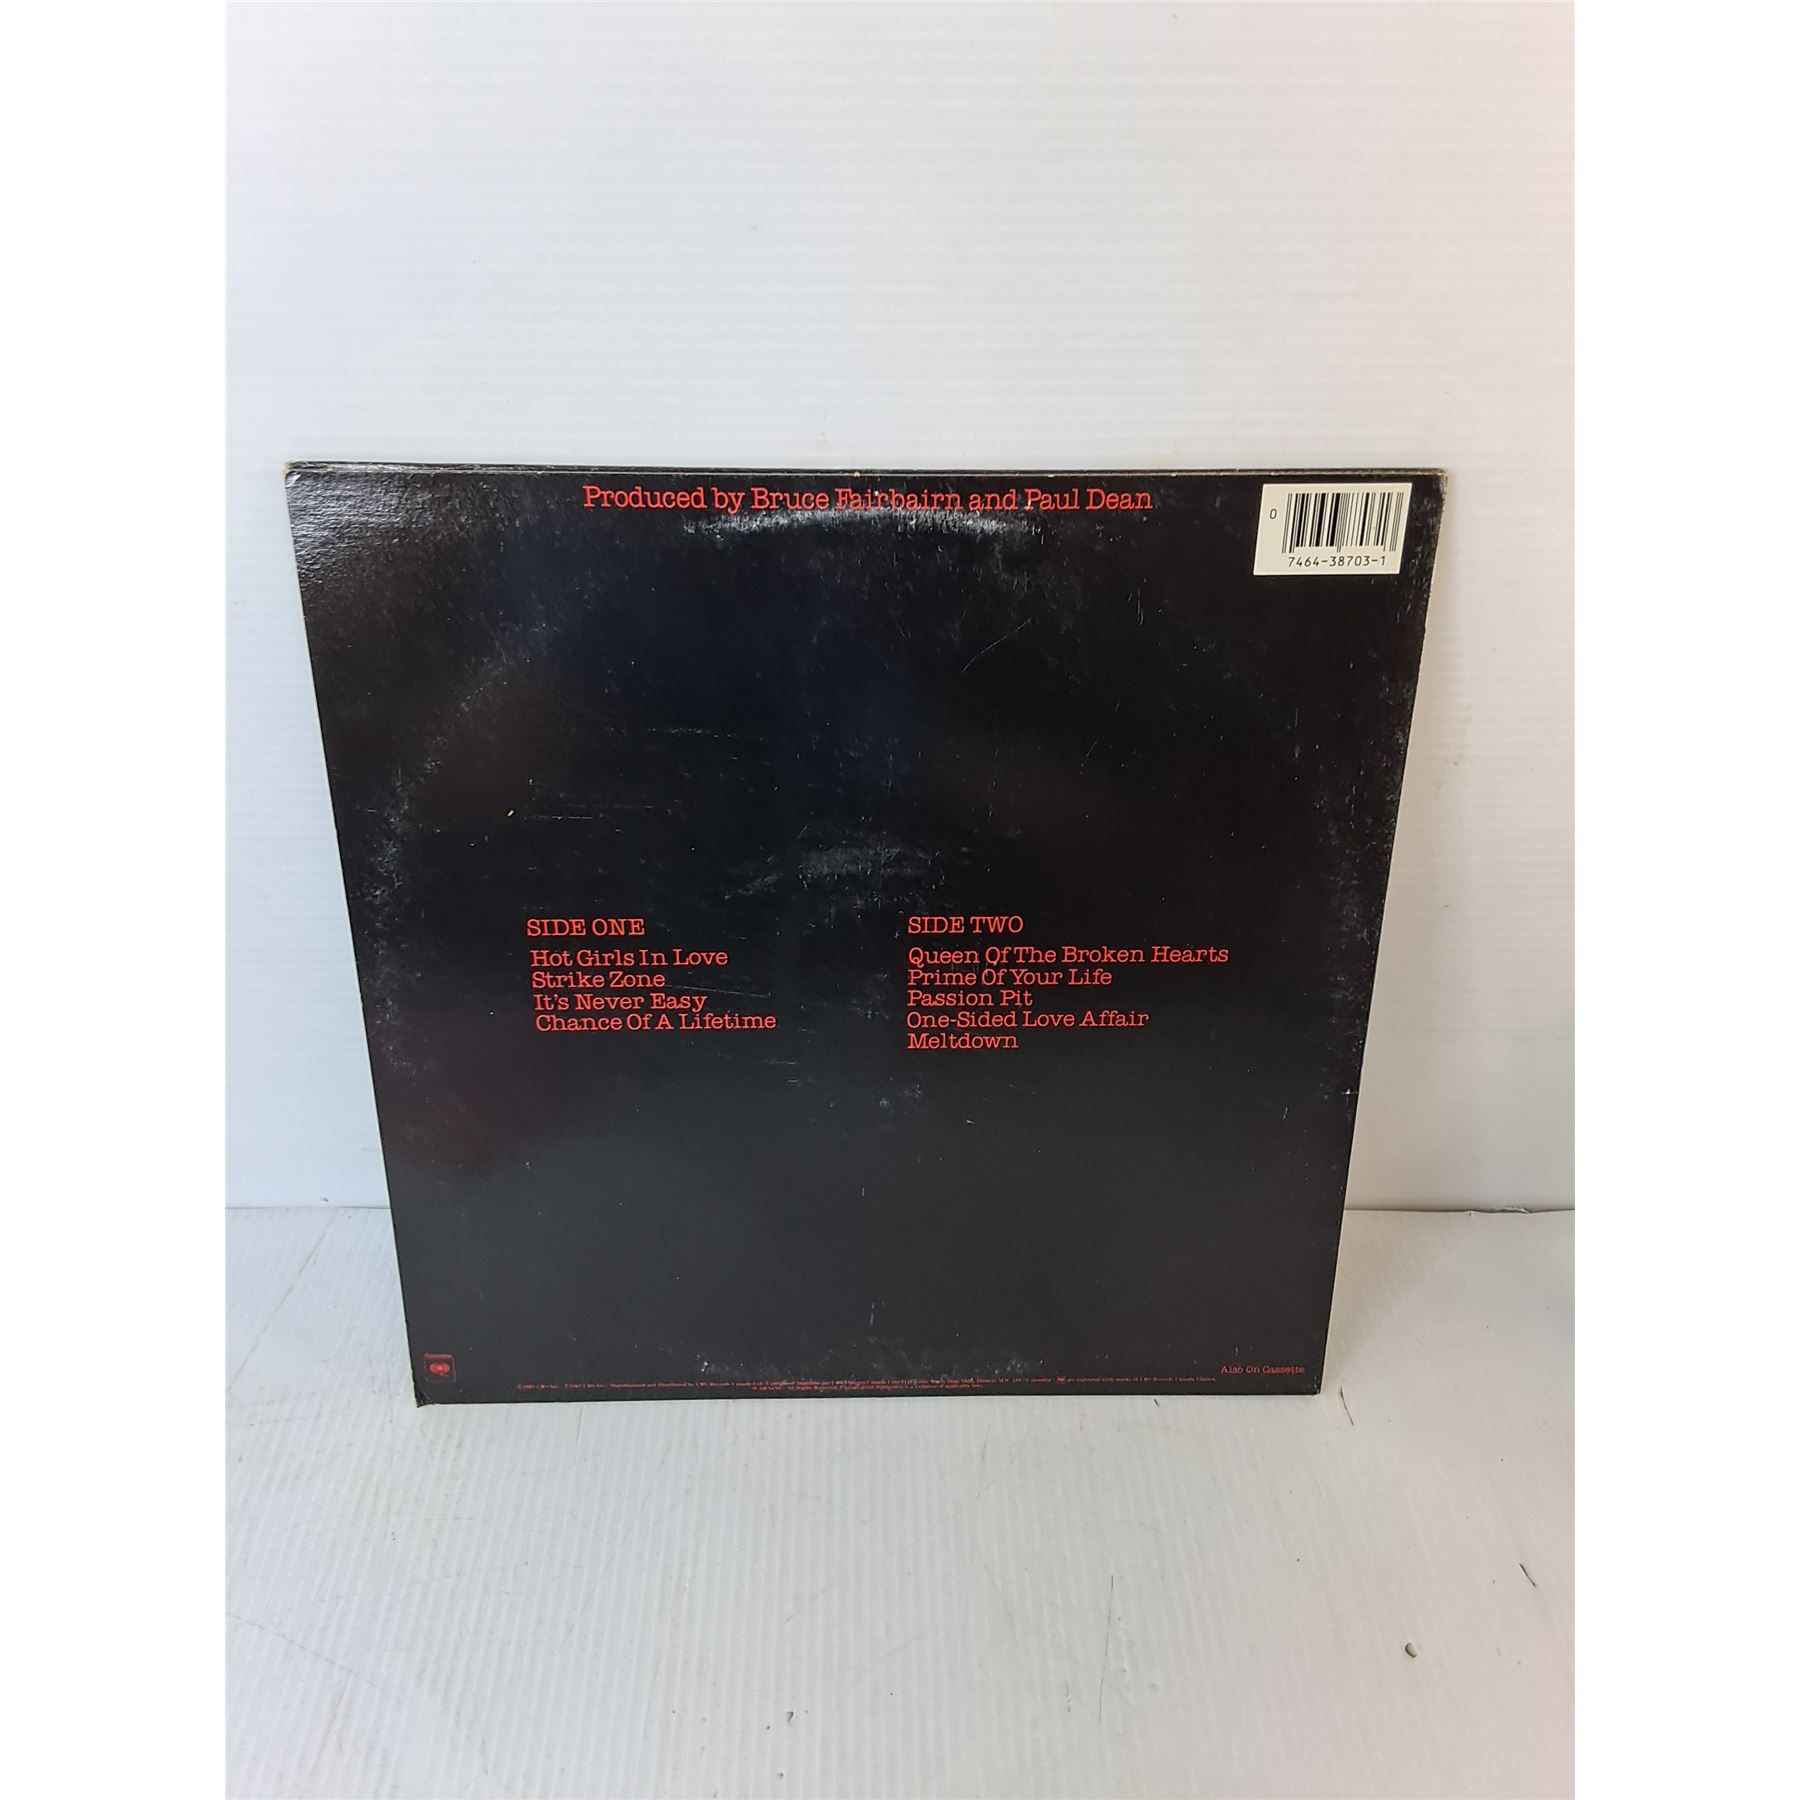 Produced by Bruce Fairbairn and Paul Dean
0
7464-38703-1
SIDE ONE
Hot Girls In Love
Strike Zone
It's Never Easy
Chance Of A Lifetime
SIDE TWO
Queen Of The Broken Hearts
Prime Of Your Life
Passion Pit
One-Sided Love Affair
Meltdown
Also On Cassette